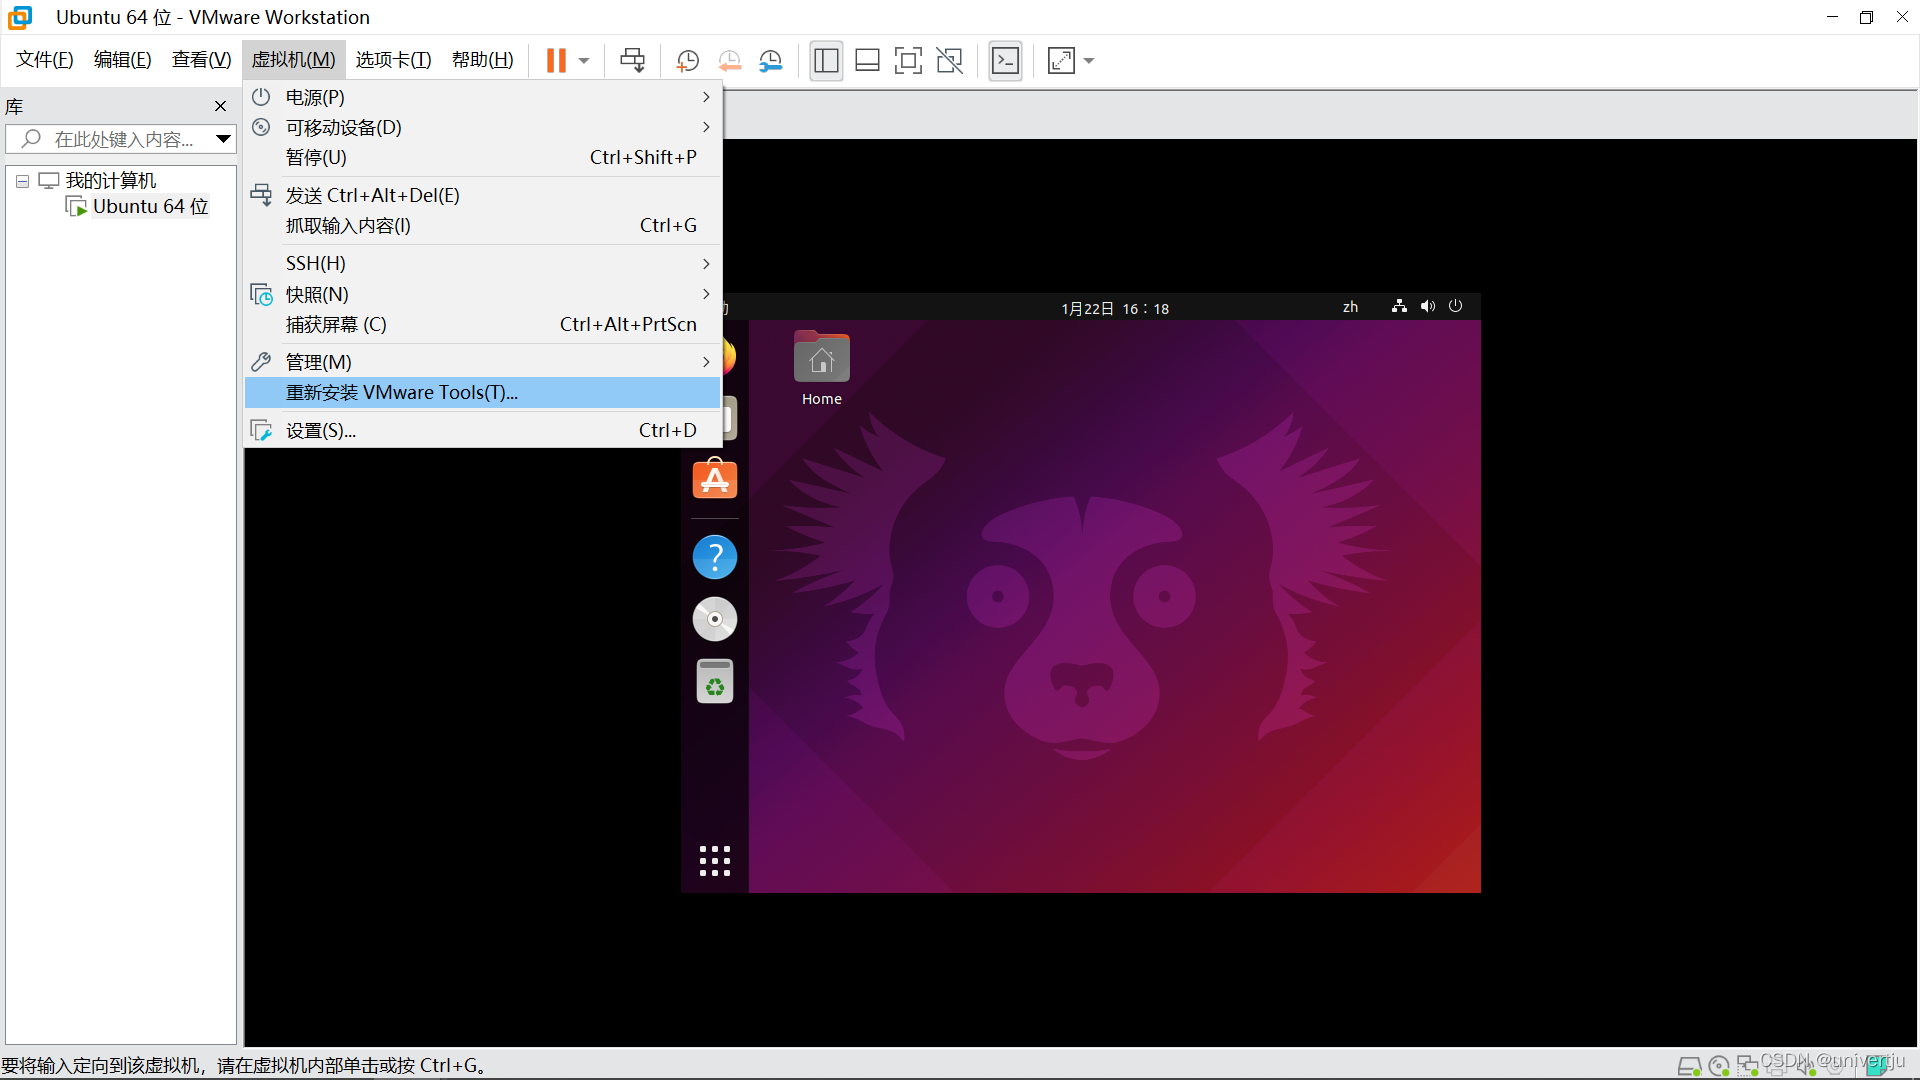 Ubuntu 64 位 - VMware Workstation
文件(F) 编辑(E) 查看(V) 虚拟机(M) 选项卡(T) 帮助(H)
库
在此处键入内容...
我的计算机
Ubuntu 64 位
电源(P)
可移动设备(D)
暂停(U) Ctrl+Shift+P
发送 Ctrl+Alt+Del(E)
抓取输入内容(I) Ctrl+G
SSH(H)
快照(N)
捕获屏幕 (C) Ctrl+Alt+PrtScn
管理(M)
重新安装 VMware Tools(T)...
设置(S)... Ctrl+D
1月22日 16：18
zh
Home
要将输入定向到该虚拟机，请在虚拟机内部单击或按 Ctrl+G。
CSDN @univertju